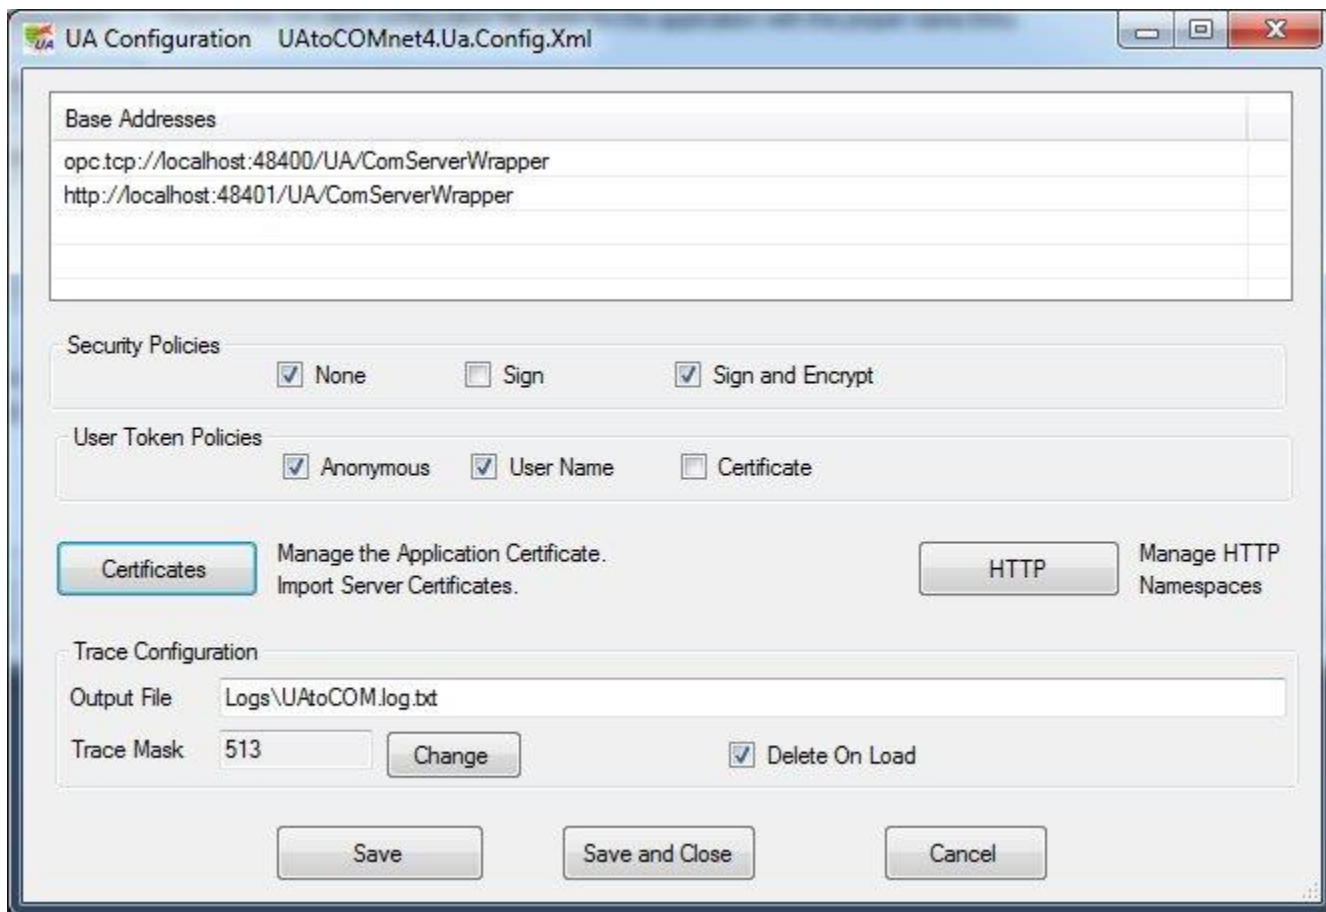 UA Configuration UAtoCOMnet4.Ua.Config.Xml
Base Addresses
opc.tcp://localhost:48400/UA/ComServerWrapper
http://localhost:48401/UA/ComServerWrapper
Security Policies
None Sign Sign and Encrypt
User Token Policies
Anonymous User Name Certificate
Certificates
Manage the Application Certificate.
Import Server Certificates.
HTTP
Manage HTTP
Namespaces
Trace Configuration
Output File Logs\UAtoCOM.log.txt
Trace Mask 513 Change Delete On Load
Save Save and Close Cancel